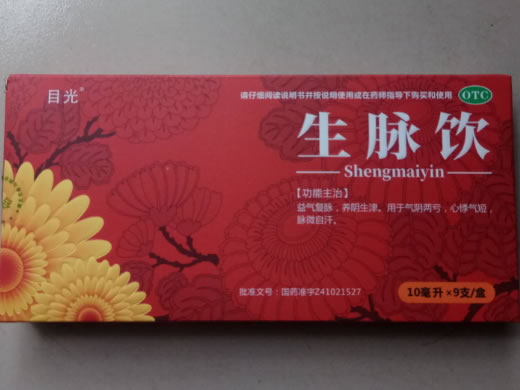 目光®
请仔细阅读说明书并按说明使用或在药师指导下购买和使用
OTC
生脉饮
Shengmaiyin
【功能主治】
益气复脉，养阴生津。用于气阴两亏，心悸气短，
脉微自汗。
批准文号：国药准字Z41021527
10毫升×9支/盒